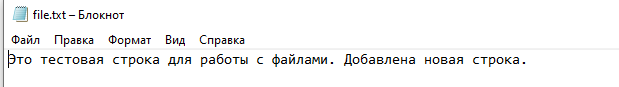 file.txt – Блокнот
Файл Правка Формат Вид Справка
Это тестовая строка для работы с файлами. Добавлена новая строка.